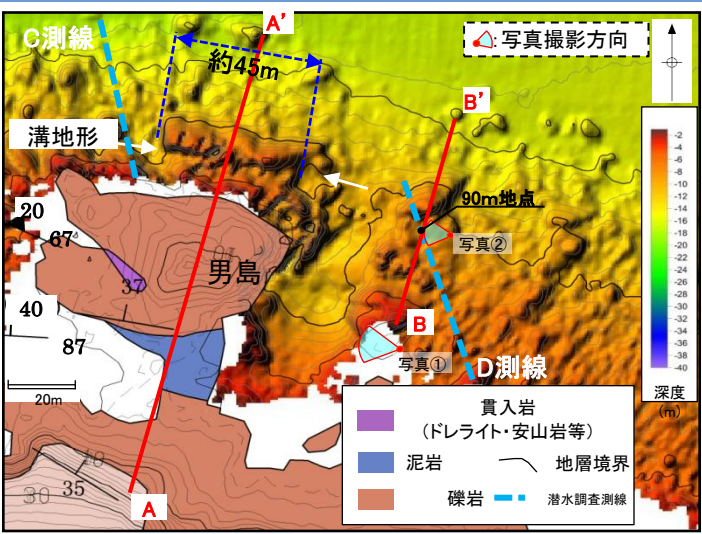 C測線
A’
:写真撮影方向
約45m
B’
溝地形
90m地点
写真②
20
67
男島
37
40
87
B
写真①
D測線
20m
A
35
30
-2
-4
-6
-8
-10
-12
-14
-16
-18
-20
-22
-24
-26
-28
-30
-32
-34
-36
-38
-40
深度
(m)
貫入岩
(ドレライト・安山岩等)
泥岩
地層境界
礫岩
潜水調査測線